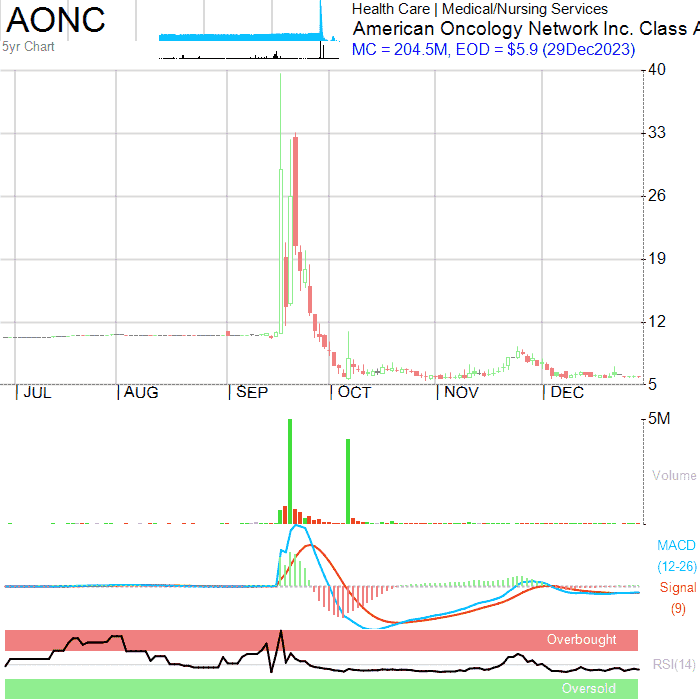 AONC
5yr Chart
Health Care | Medical/Nursing Services
American Oncology Network Inc. Class A
MC = 204.5M, EOD = $5.9 (29Dec2023)
40
33
26
19
12
5
JUL
AUG
SEP
OCT
NOV
DEC
5M
Volume
MACD
(12-26)
Signal
(9)
Overbought
RSI(14)
Oversold